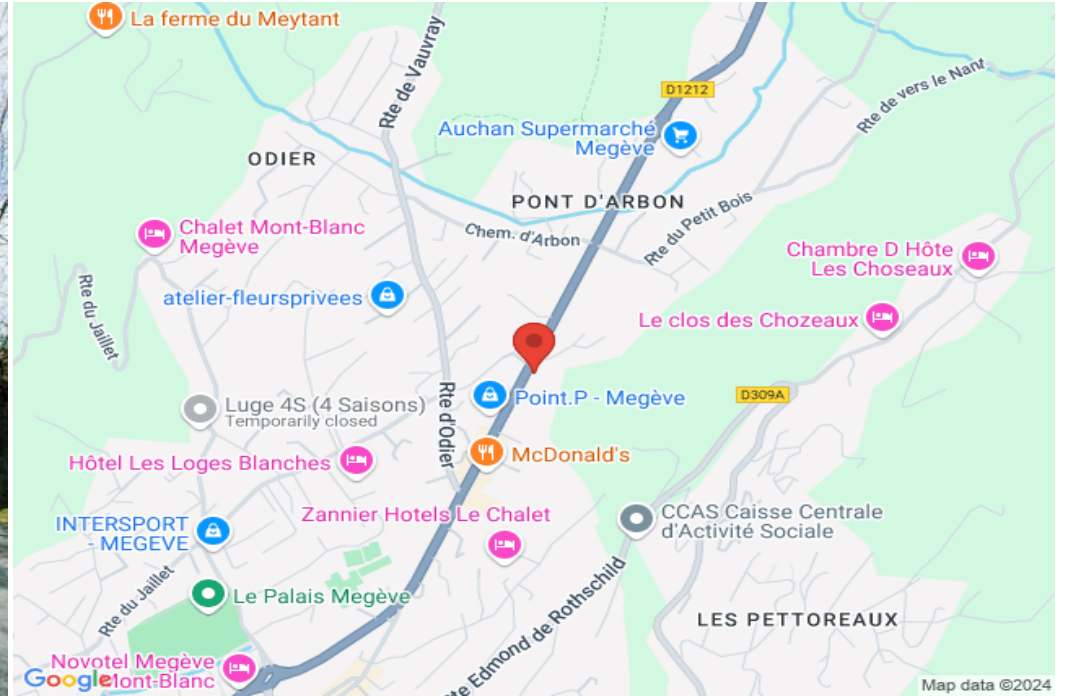 La ferme du Meytant
Rte de Vauvray
D1212
Rte de vers le Nant
Auchan Supermarché
Megève
ODIER
PONT D'ARBON
Chem. d'Arbon
Rte du Petit Bois
Chalet Mont-Blanc
Megève
Chambre D Hôte
Les Choseaux
Rte du Jaillet
atelier-fleursprivees
Le clos des Chozeaux
Point.P - Megève
D309A
Rte d'Odier
Luge 4S (4 Saisons)
Temporarily closed
McDonald's
Hôtel Les Loges Blanches
Zannier Hotels Le Chalet
CCAS Caisse Centrale
d'Activité Sociale
INTERSPORT
- MEGEVE
Rte du Jaillet
Le Palais Megève
Rte Edmond de Rothschild
LES PETTOREAUX
Novotel Megève
Mont-Blanc
Google
Map data ©2024